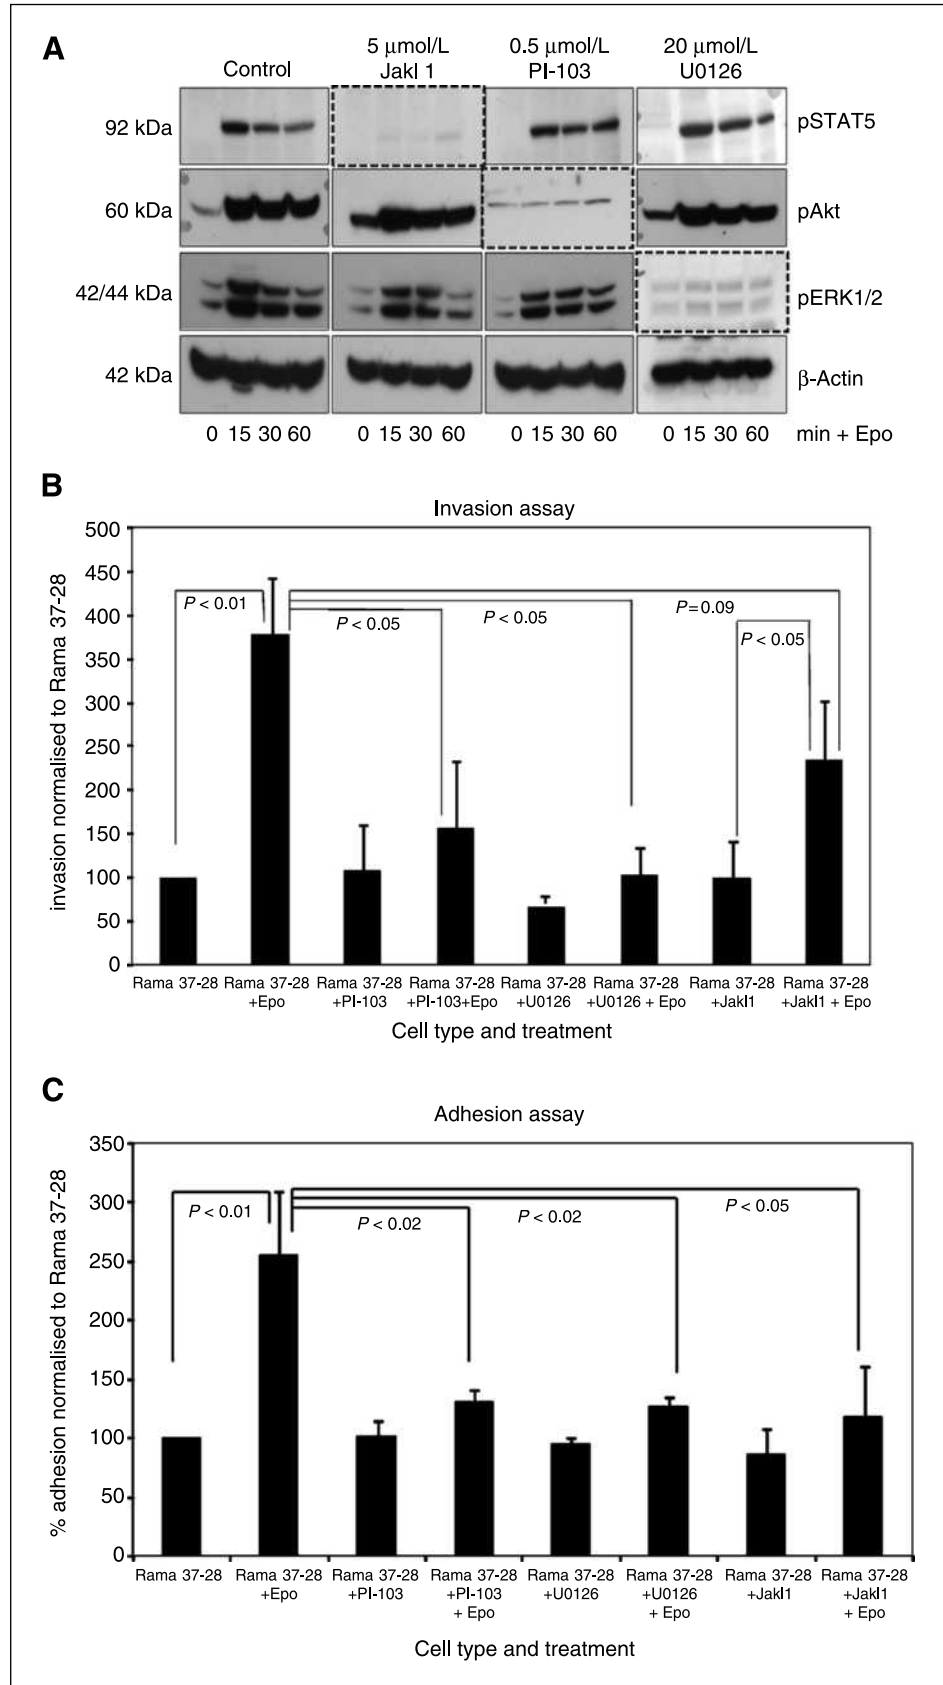 A
Control
5 μmol/L
JakI 1
0.5 μmol/L
PI-103
20 μmol/L
U0126
92 kDa
pSTAT5
60 kDa
pAkt
42/44 kDa
pERK1/2
42 kDa
β-Actin
0 15 30 60 0 15 30 60 0 15 30 60 0 15 30 60 min + Epo
B
Invasion assay
invasion normalised to Rama 37-28
500
450
400
350
300
250
200
150
100
50
0
P < 0.01
P < 0.05
P < 0.05
P = 0.09
P < 0.05
Rama 37-28
Rama 37-28
+Epo
Rama 37-28
+PI-103
Rama 37-28
+PI-103+Epo
Rama 37-28
+U0126
Rama 37-28
+U0126 + Epo
Rama 37-28
+JakI1
Rama 37-28
+JakI1 + Epo
Cell type and treatment
C
Adhesion assay
% adhesion normalised to Rama 37-28
350
300
250
200
150
100
50
0
P < 0.01
P < 0.02
P < 0.02
P < 0.05
Rama 37-28
Rama 37-28
+Epo
Rama 37-28
+PI-103
Rama 37-28
+PI-103
+ Epo
Rama 37-28
+U0126
Rama 37-28
+U0126
+ Epo
Rama 37-28
+JakI1
Rama 37-28
+JakI1
+ Epo
Cell type and treatment